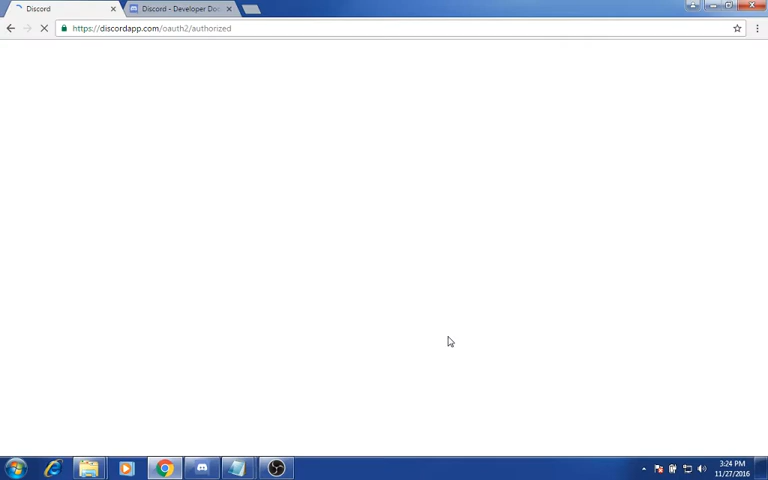 Discord
Discord - Developer Doc
https://discordapp.com/oauth2/authorized
3:24 PM
11/27/2016